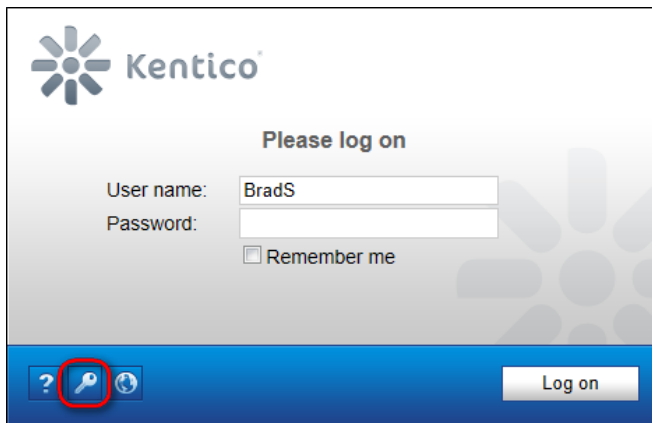 Kentico
Please log on
User name: BradS
Password:
Remember me
? Log on